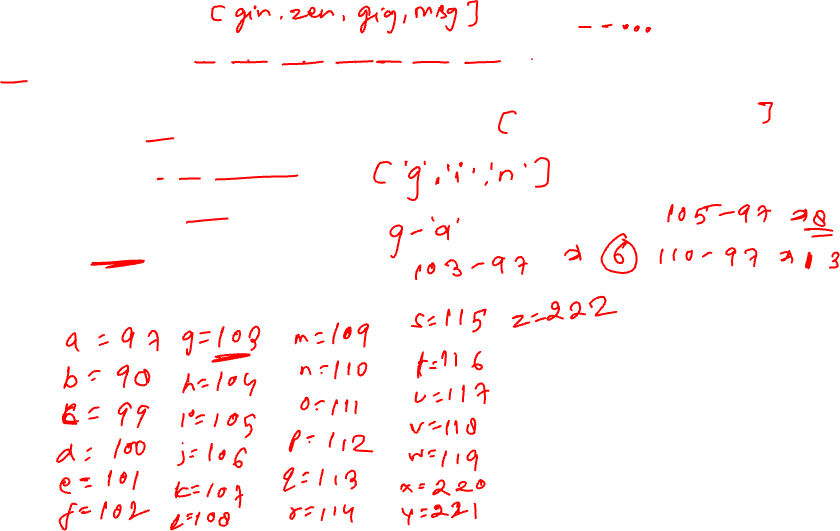 [ gin, zen, gig, msg ]
[ ]
[ 'g', 'i', 'n' ]
g - 'a'
105 - 97 => 8
103 - 97 => 6 110 - 97 => 13
a = 97 g = 103 m = 109 s = 115 z = 222
b = 98 h = 104 n = 110 t = 116
c = 99 i = 105 o = 111 u = 117
d = 100 j = 106 p = 112 v = 118
e = 101 k = 107 q = 113 w = 119
f = 102 l = 108 r = 114 x = 220
y = 221